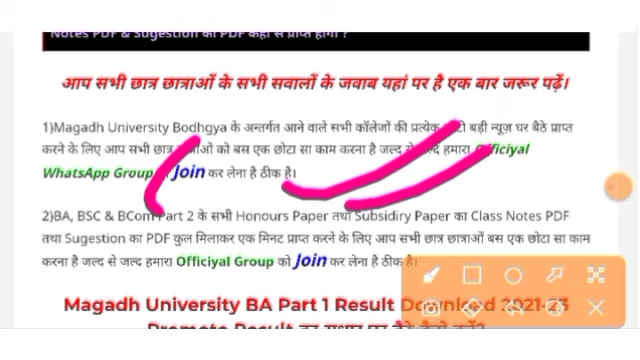 Notes PDF & Sugestion का PDF कहां से प्राप्त होगा ?
आप सभी छात्र छात्राओं के सभी सवालों के जवाब यहां पर है एक बार जरूर पढ़ें।
1)Magadh University Bodhgya के अन्तर्गत आने वाले सभी कॉलेजों की प्रत्येक बड़ी न्यूज़ घर बैठे प्राप्त
करने के लिए आप सभी छात्र को बस एक छोटा सा काम करना है जल्द हमारा Officiyal
WhatsApp Group Join कर लेना है ठीक है।
2)BA, BSC & BCom Part 2 के सभी Honours Paper तथा Subsidiry Paper का Class Notes PDF
तथा Sugestion का PDF कुल मिलाकर एक मिनट प्राप्त करने के लिए आप सभी छात्र छात्राओं बस एक छोटा सा काम
करना है जल्द से जल्द हमारा Officiyal Group को Join कर लेना है ठीक है।
Magadh University BA Part 1 Result Download 2021-23
Promote Result का